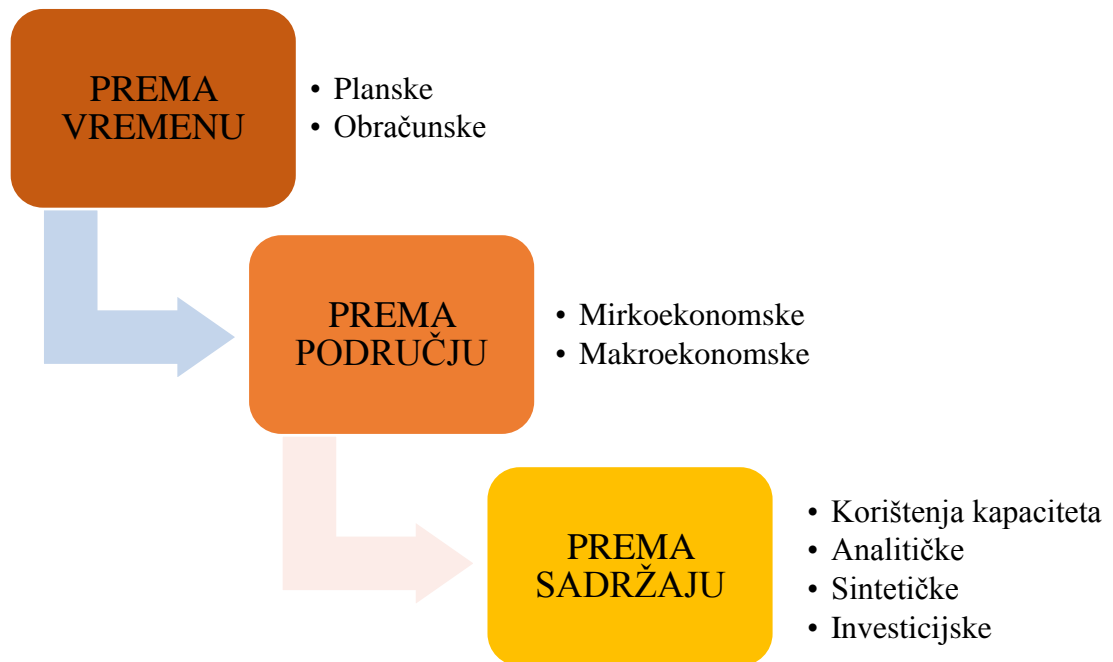 PREMA
VREMENU
• Planske
• Obračunske
PREMA
PODRUČJU
• Mirkoekonomske
• Makroekonomske
PREMA
SADRŽAJU
• Korištenja kapaciteta
• Analitičke
• Sintetičke
• Investicijske